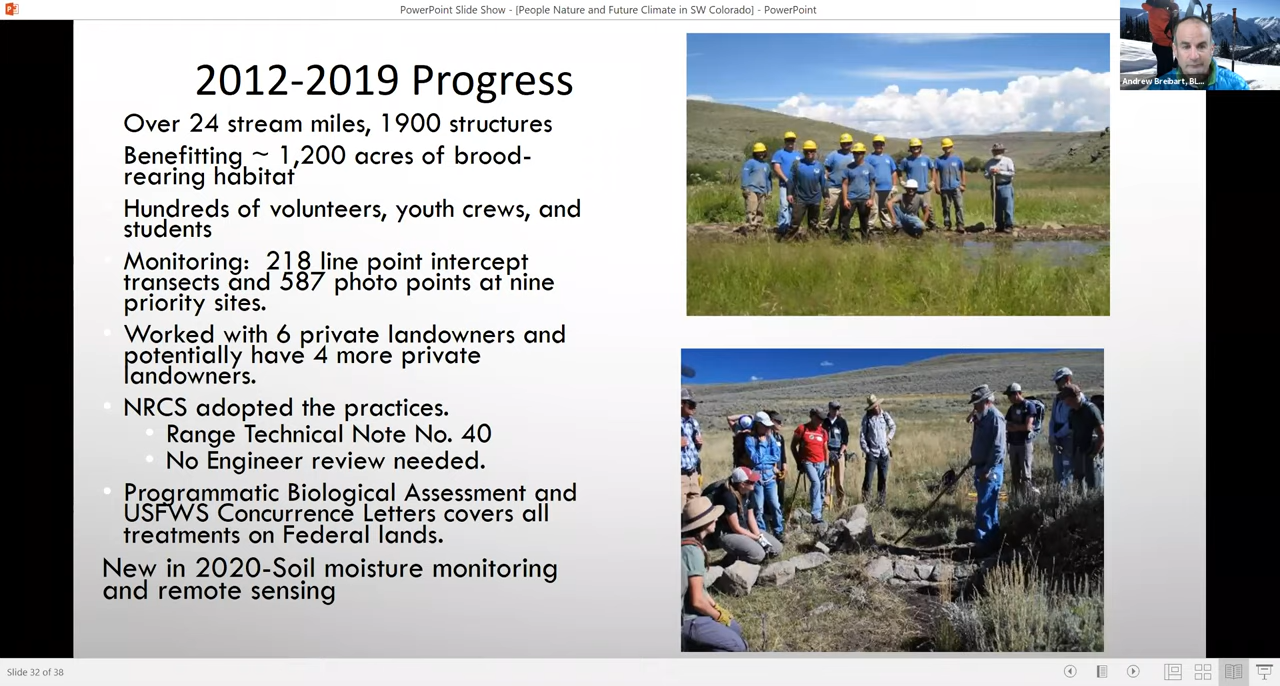 PowerPoint Slide Show - [People Nature and Future Climate in SW Colorado] - PowerPoint
2012-2019 Progress
Over 24 stream miles, 1900 structures
Benefitting ~ 1,200 acres of brood-
rearing habitat
Hundreds of volunteers, youth crews, and
students
Monitoring:  218 line point intercept
transects and 587 photo points at nine
priority sites.
Worked with 6 private landowners and
potentially have 4 more private
landowners.
NRCS adopted the practices.
Range Technical Note No. 40
No Engineer review needed.
Programmatic Biological Assessment and
USFWS Concurrence Letters covers all
treatments on Federal lands.
New in 2020-Soil moisture monitoring
and remote sensing
Andrew Breibart, BL...
Slide 32 of 38